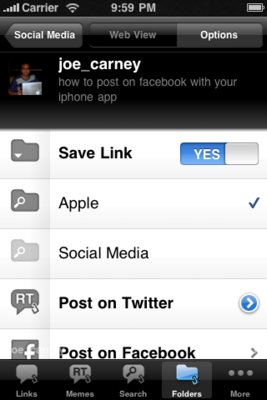 Carrier 9:59 PM
Social Media Web View Options
joe_carney
how to post on facebook with your
iphone app
Save Link YES
Apple
Social Media
RT Post on Twitter
Post on Facebook
RT
Links Memes Search Folders More